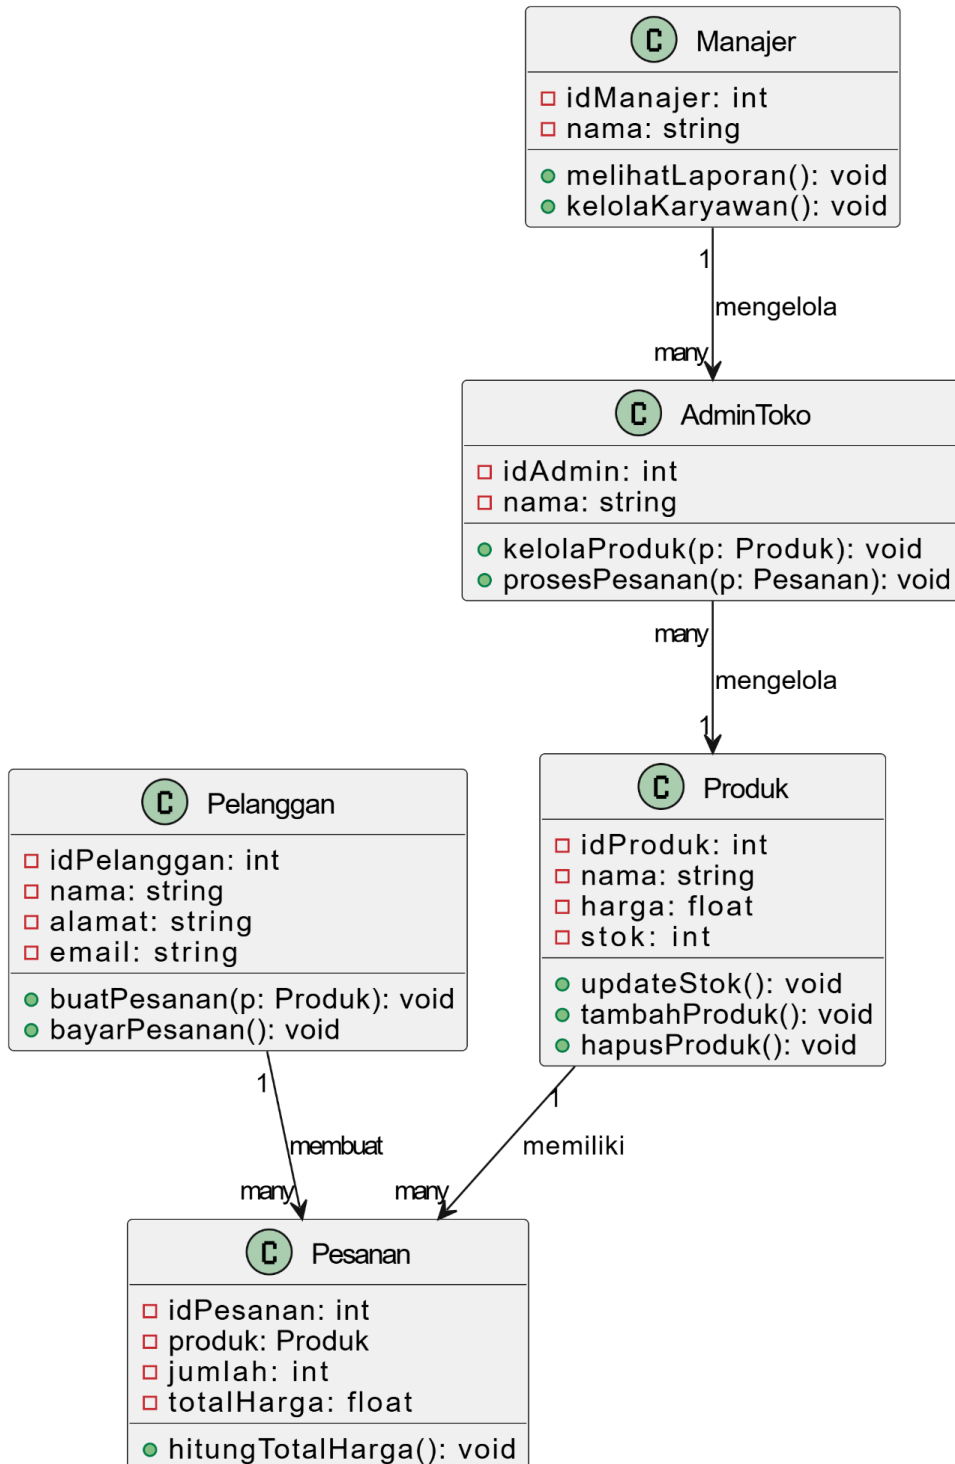 C Manajer
idManajer: int
nama: string
melihatLaporan(): void
kelolaKaryawan(): void
1
mengelola
many
C AdminToko
idAdmin: int
nama: string
kelolaProduk(p: Produk): void
prosesPesanan(p: Pesanan): void
many
mengelola
1
C Pelanggan
idPelanggan: int
nama: string
alamat: string
email: string
buatPesanan(p: Produk): void
bayarPesanan(): void
C Produk
idProduk: int
nama: string
harga: float
stok: int
updateStok(): void
tambahProduk(): void
hapusProduk(): void
1
membuat
many
1
memiliki
many
C Pesanan
idPesanan: int
produk: Produk
jumlah: int
totalHarga: float
hitungTotalHarga(): void